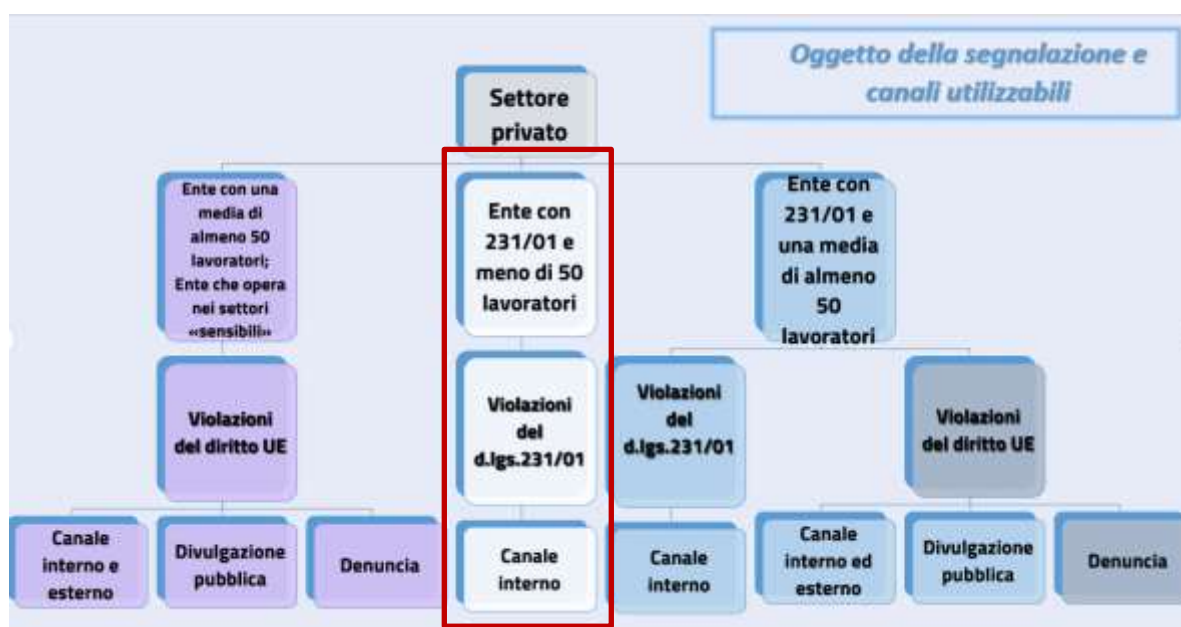 Oggetto della segnalazione e
canali utilizzabili
Settore
privato
Ente con una
media di
almeno 50
lavoratori;
Ente che opera
nei settori
«sensibili»
Ente con
231/01 e
meno di 50
lavoratori
Ente con
231/01 e
una media
di almeno
50
lavoratori
Violazioni
del diritto UE
Violazioni
del
d.lgs.231/01
Violazioni
del
d.lgs.231/01
Violazioni
del diritto UE
Canale
interno e
esterno
Divulgazione
pubblica
Denuncia
Canale
interno
Canale
interno
Canale
interno ed
esterno
Divulgazione
pubblica
Denuncia